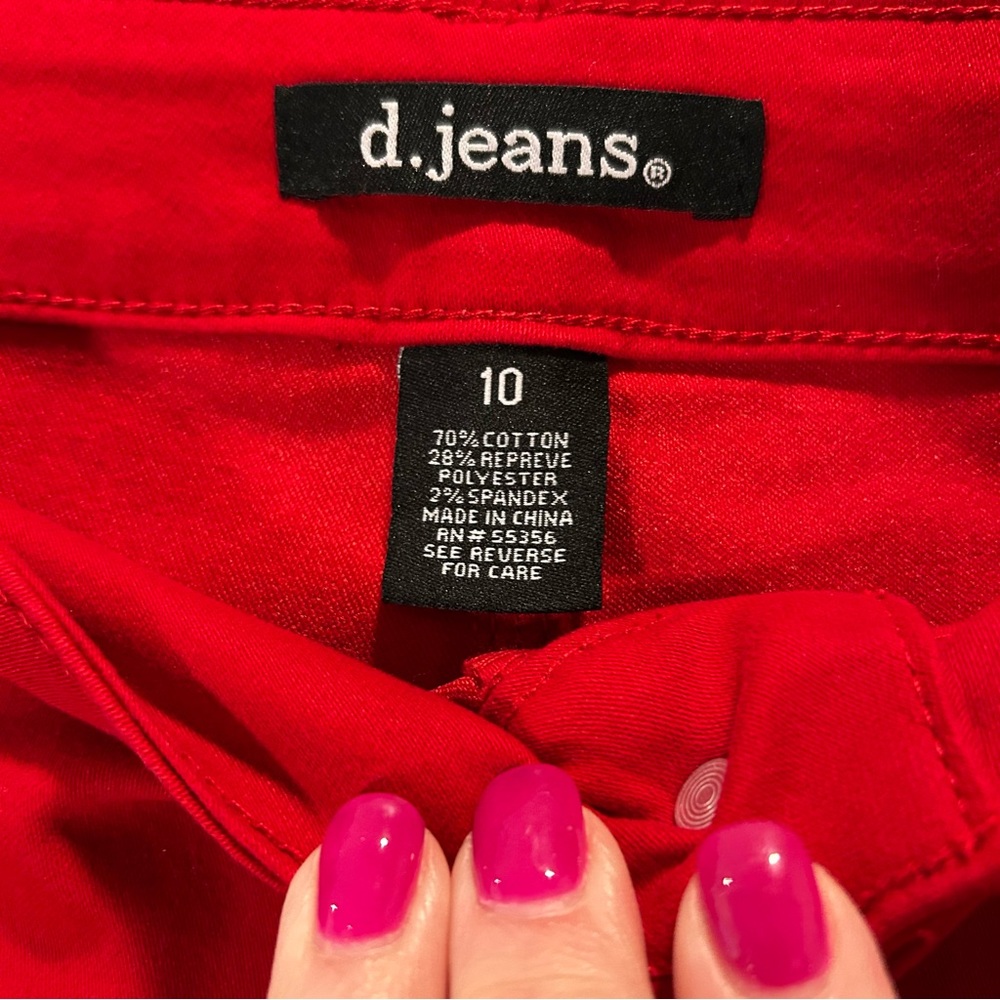 d.jeans®
10
70% COTTON
28% REPREVE
POLYESTER
2% SPANDEX
MADE IN CHINA
RN# 55356
SEE REVERSE
FOR CARE